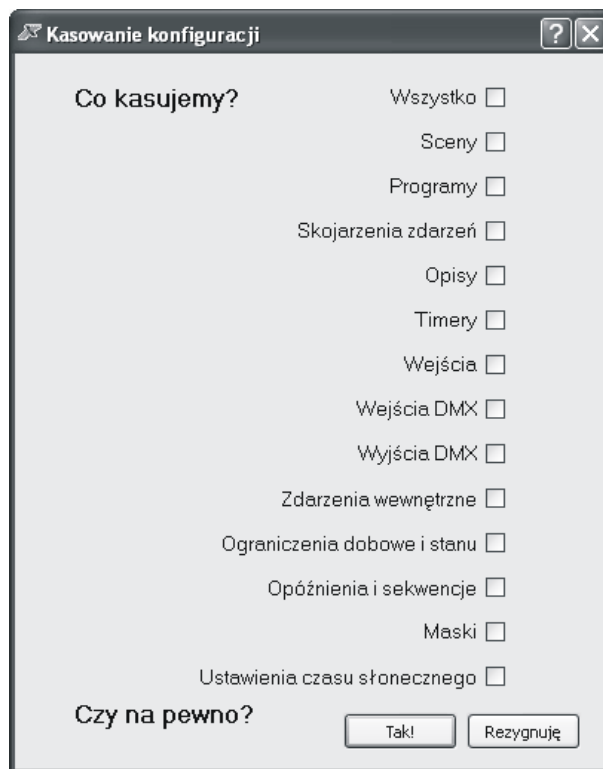 Kasowanie konfiguracji
Co kasujemy?
Wszystko
Sceny
Programy
Skojarzenia zdarzeń
Opisy
Timery
Wejścia
Wejścia DMX
Wyjścia DMX
Zdarzenia wewnętrzne
Ograniczenia dobowe i stanu
Opóźnienia i sekwencje
Maski
Ustawienia czasu słonecznego
Czy na pewno?
Tak! Rezygnuję